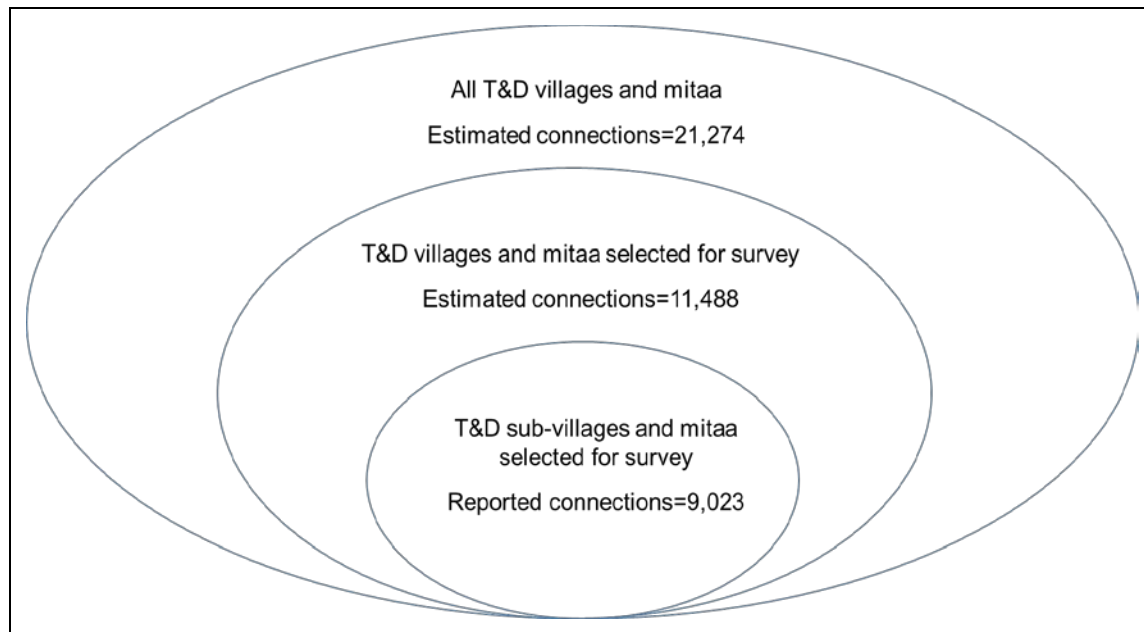 All T&D villages and mitaa
Estimated connections=21,274
T&D villages and mitaa selected for survey
Estimated connections=11,488
T&D sub-villages and mitaa
selected for survey
Reported connections=9,023